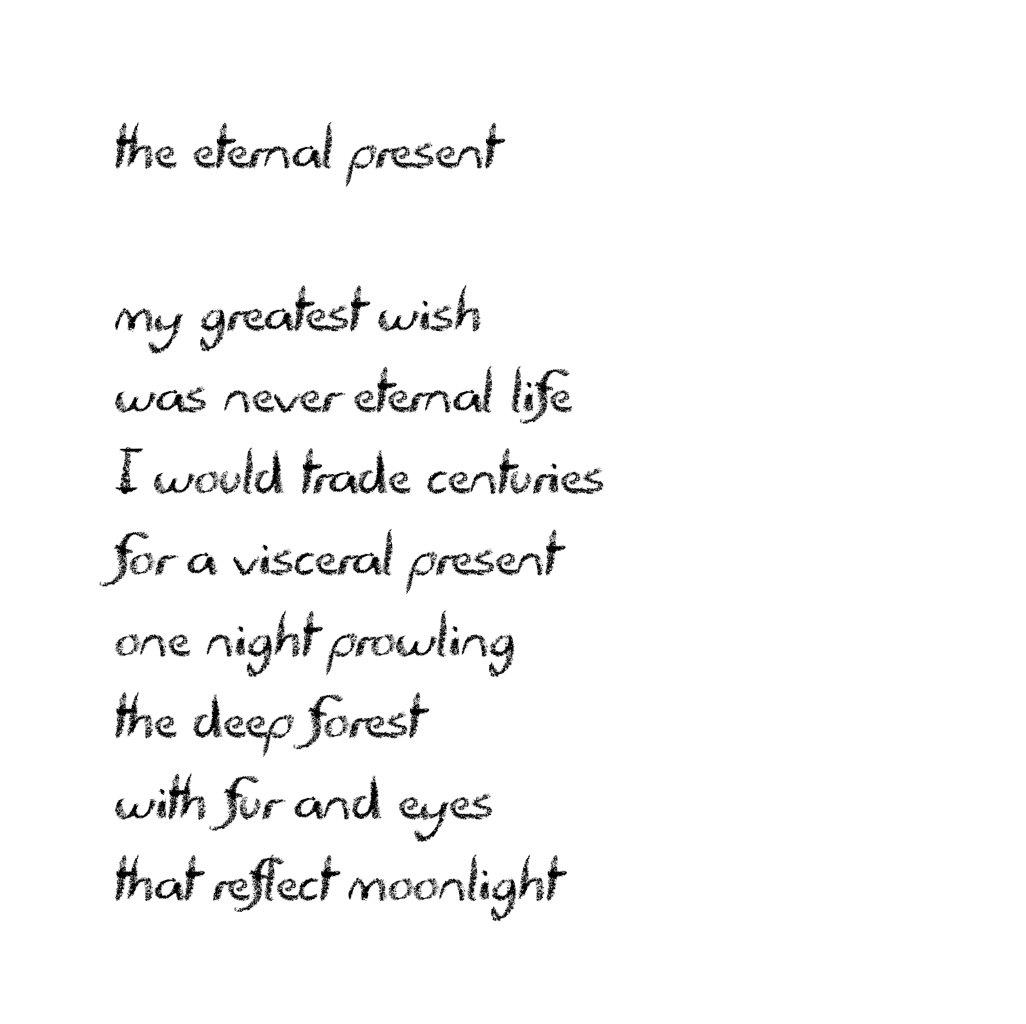 the eternal present
my greatest wish
was never eternal life
I would trade centuries
for a visceral present
one night prowling
the deep forest
with fur and eyes
that reflect moonlight